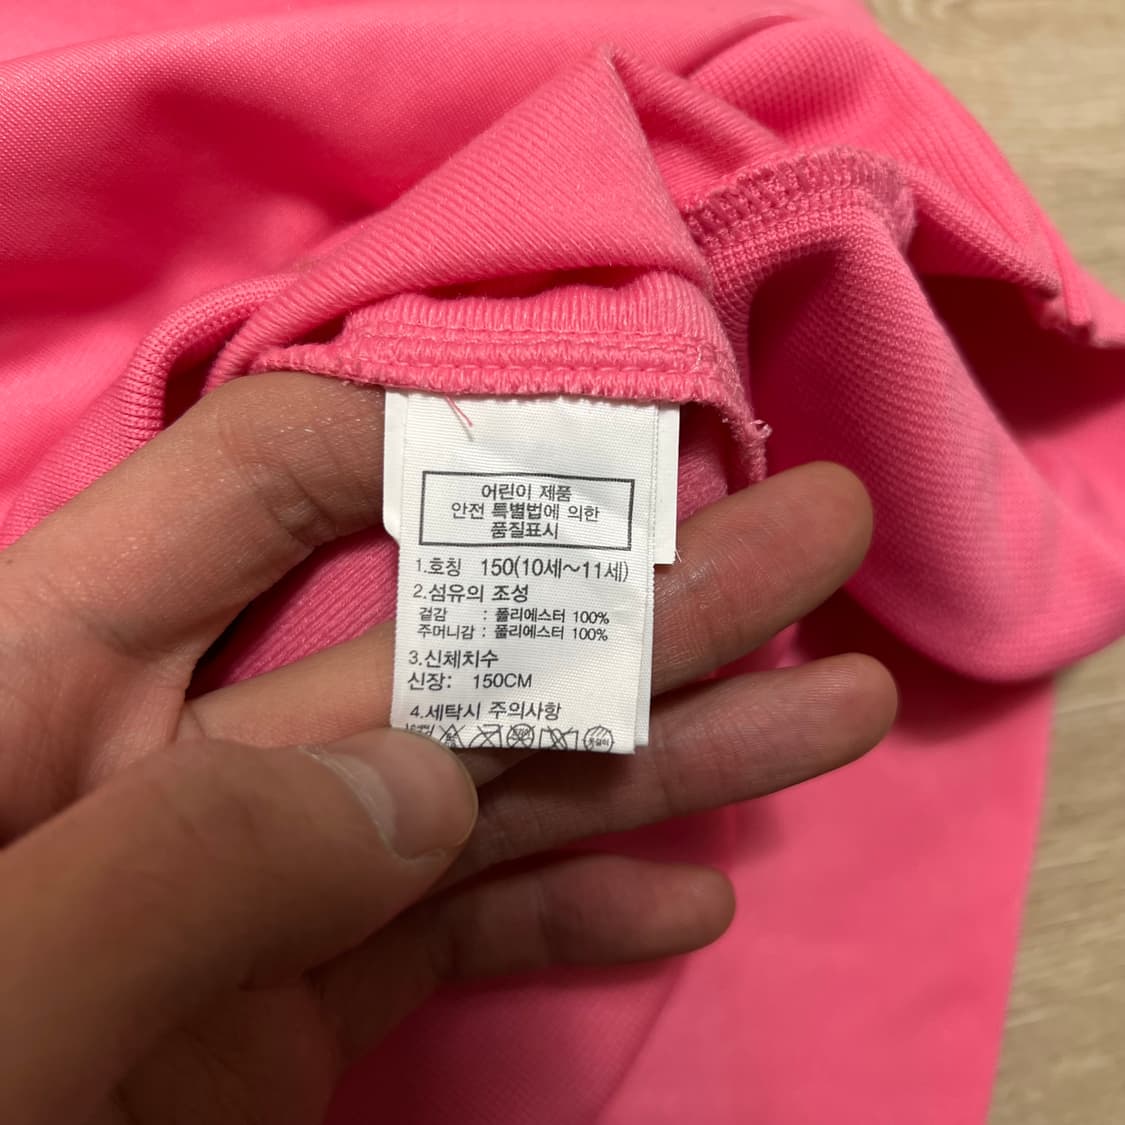 어린이 제품
안전 특별법에 의한
품질표시
1.호칭 150(10세~11세)
2.섬유의 조성
겉감 : 폴리에스터 100%
주머니감 : 폴리에스터 100%
3.신체치수
신장: 150CM
4.세탁시 주의사항